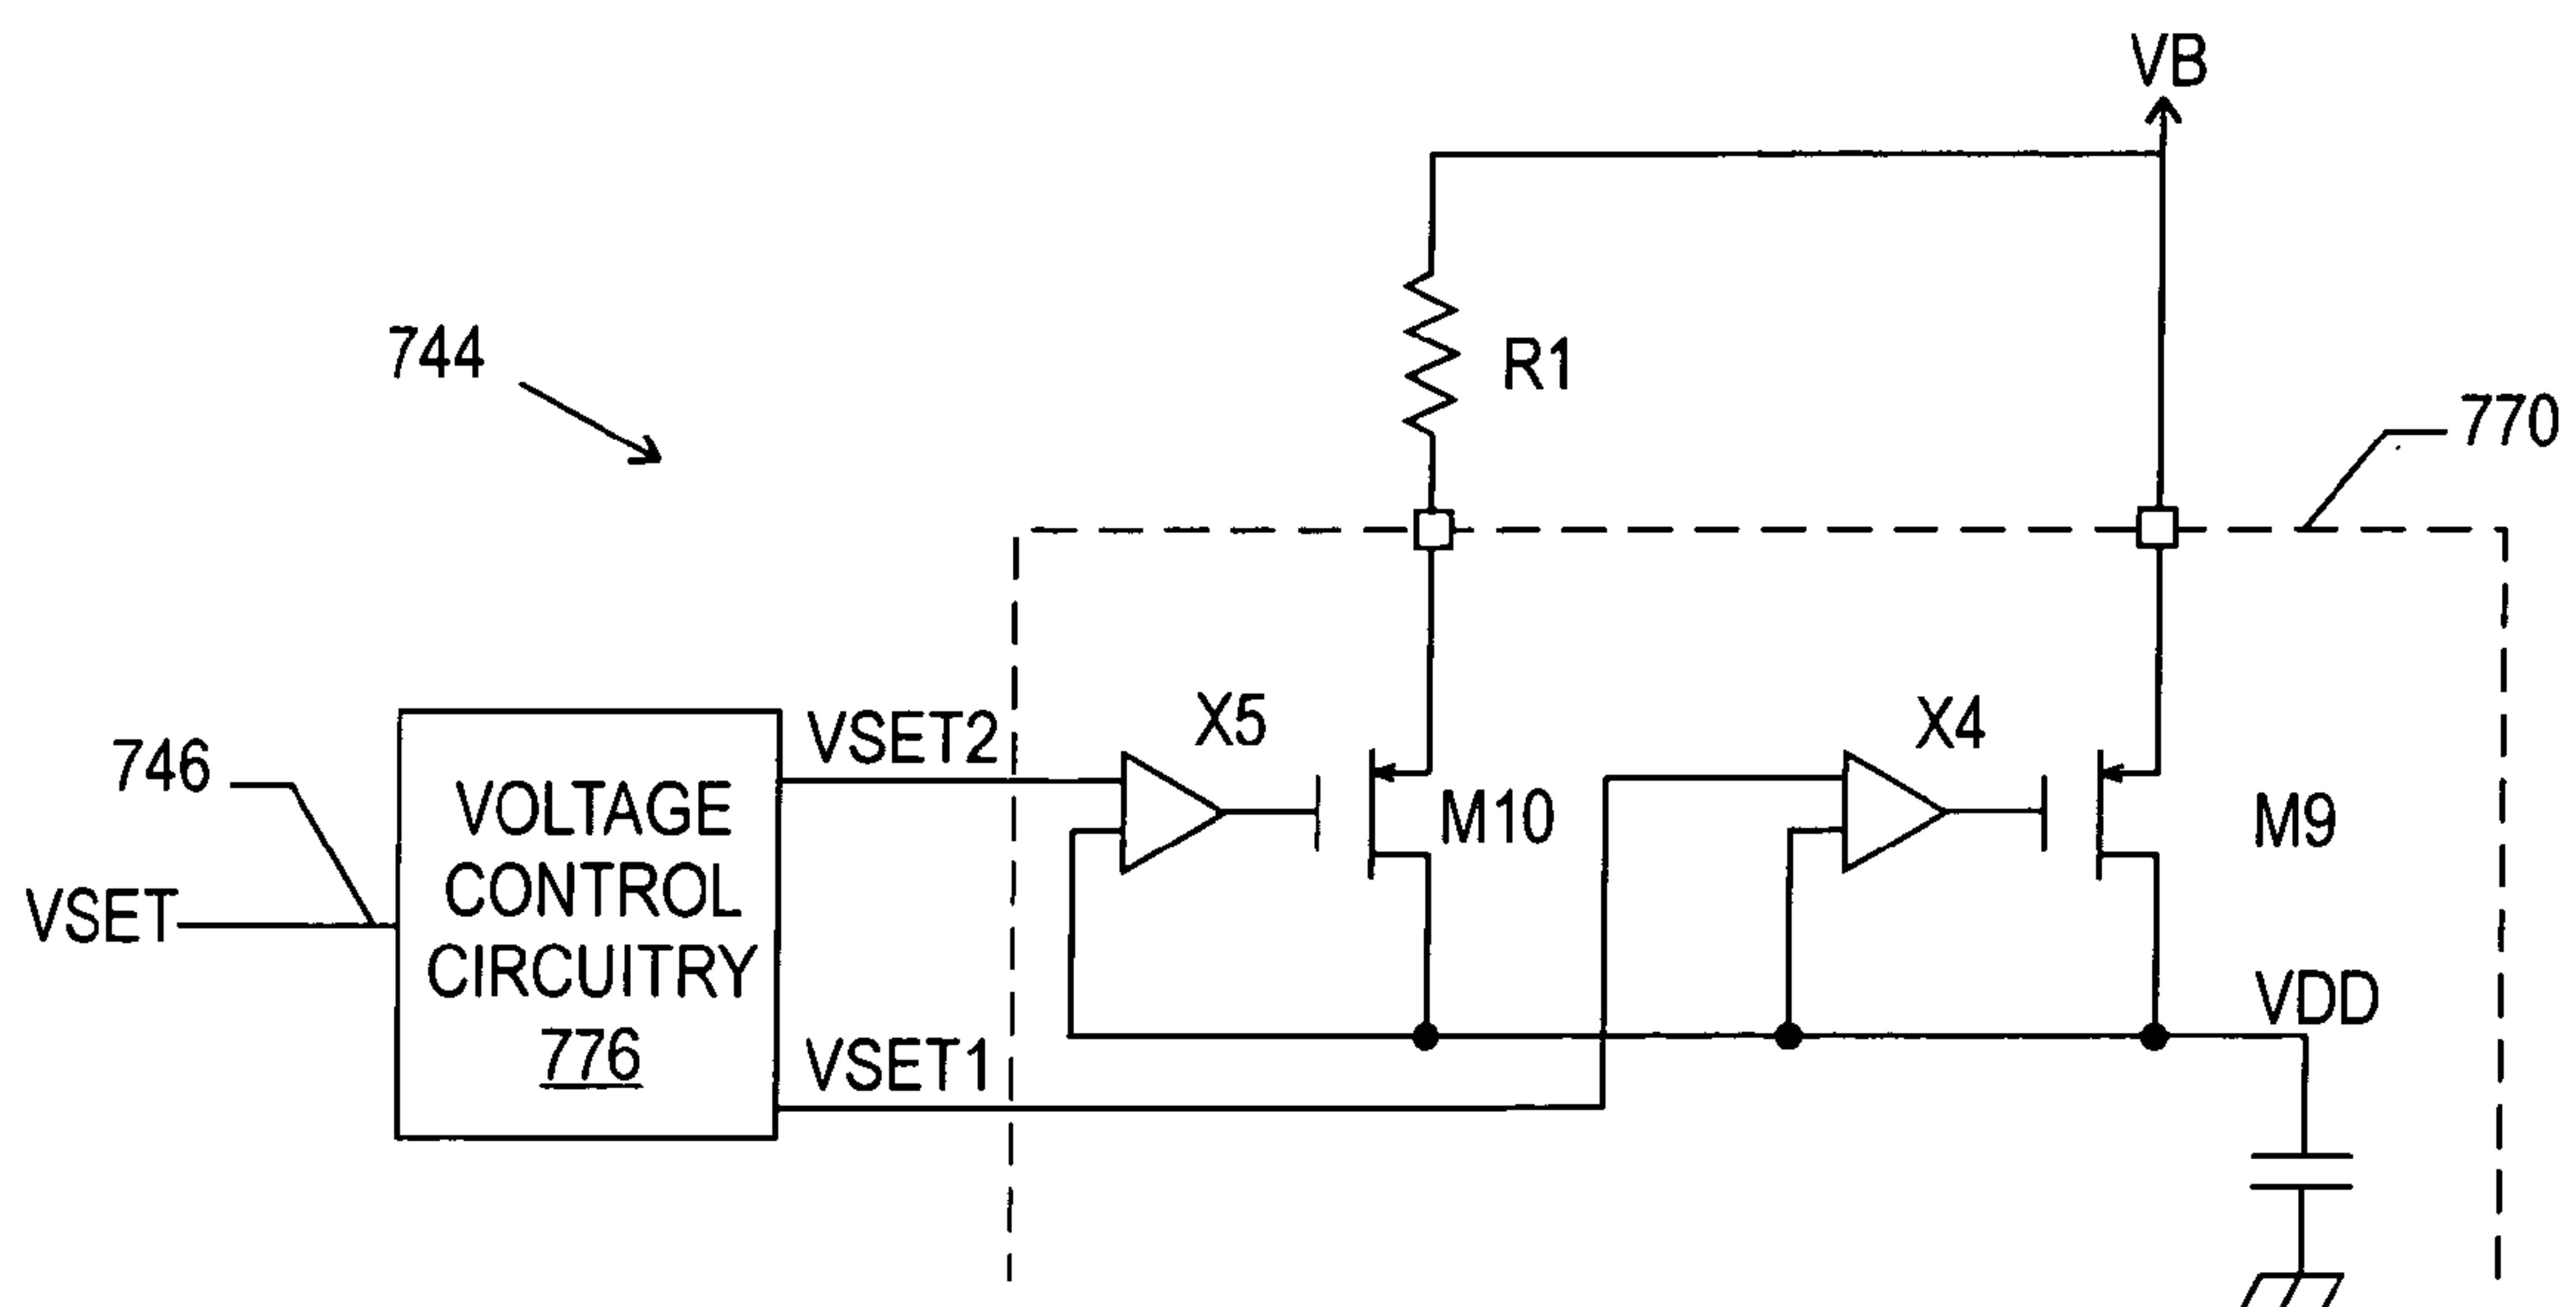 VB
744
R1
770
VSET2
X5
X4
746
VOLTAGE
CONTROL
CIRCUITRY
776
M10
M9
VSET
VDD
VSET1